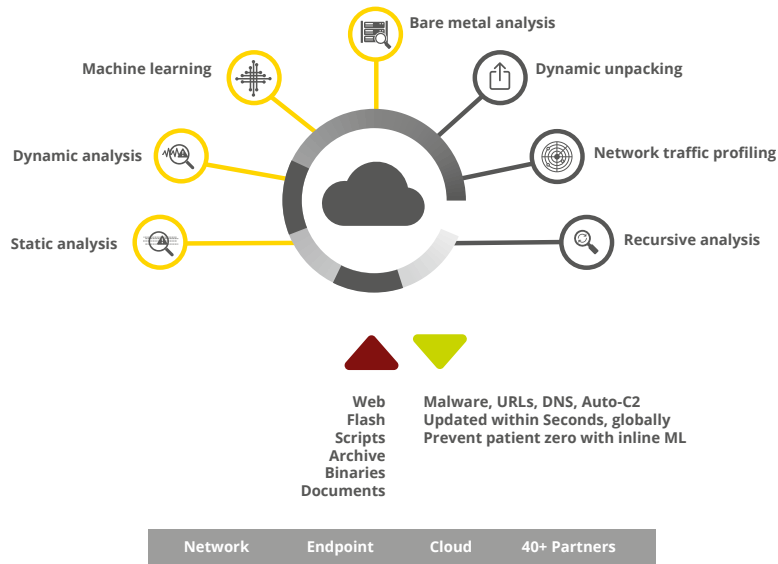 Bare metal analysis
Machine learning
Dynamic unpacking
Dynamic analysis
Network traffic profiling
Static analysis
Recursive analysis
Web
Flash
Scripts
Archive
Binaries
Documents
Malware, URLs, DNS, Auto-C2
Updated within Seconds, globally
Prevent patient zero with inline ML
Network Endpoint Cloud 40+ Partners